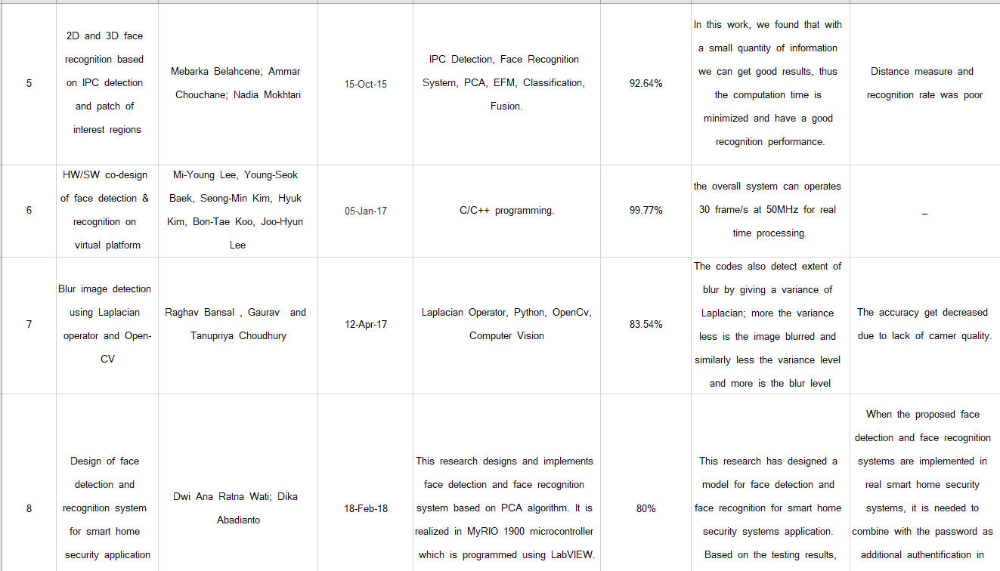 5
2D and 3D face
recognition based
on IPC detection
and patch of
interest regions
Mebarka Belahcene; Ammar
Chouchane; Nadia Mokhtari
15-Oct-15
IPC Detection, Face Recognition
System, PCA, EFM, Classification,
Fusion.
92.64%
In this work, we found that with
a small quantity of information
we can get good results, thus
the computation time is
minimized and have a good
recognition performance.
Distance measure and
recognition rate was poor
6
HW/SW co-design
of face detection &
recognition on
virtual platform
Mi-Young Lee, Young-Seok
Baek, Seong-Min Kim, Hyuk
Kim, Bon-Tae Koo, Joo-Hyun
Lee
05-Jan-17
C/C++ programming.
99.77%
the overall system can operates
30 frame/s at 50MHz for real
time processing.
_
7
Blur image detection
using Laplacian
operator and Open-
CV
Raghav Bansal , Gaurav and
Tanupriya Choudhury
12-Apr-17
Laplacian Operator, Python, OpenCv,
Computer Vision
83.54%
The codes also detect extent of
blur by giving a variance of
Laplacian; more the variance
less is the image blurred and
similarly less the variance level
and more is the blur level
The accuracy get decreased
due to lack of camer quality.
8
Design of face
detection and
recognition system
for smart home
security application
Dwi Ana Ratna Wati; Dika
Abadianto
18-Feb-18
This research designs and implements
face detection and face recognition
system based on PCA algorithm. It is
realized in MyRIO 1900 microcontroller
which is programmed using LabVIEW.
80%
This research has designed a
model for face detection and
face recognition for smart home
security systems application.
Based on the testing results,
When the proposed face
detection and face recognition
systems are implemented in
real smart home security
systems, it is needed to
combine with the password as
additional authentification in